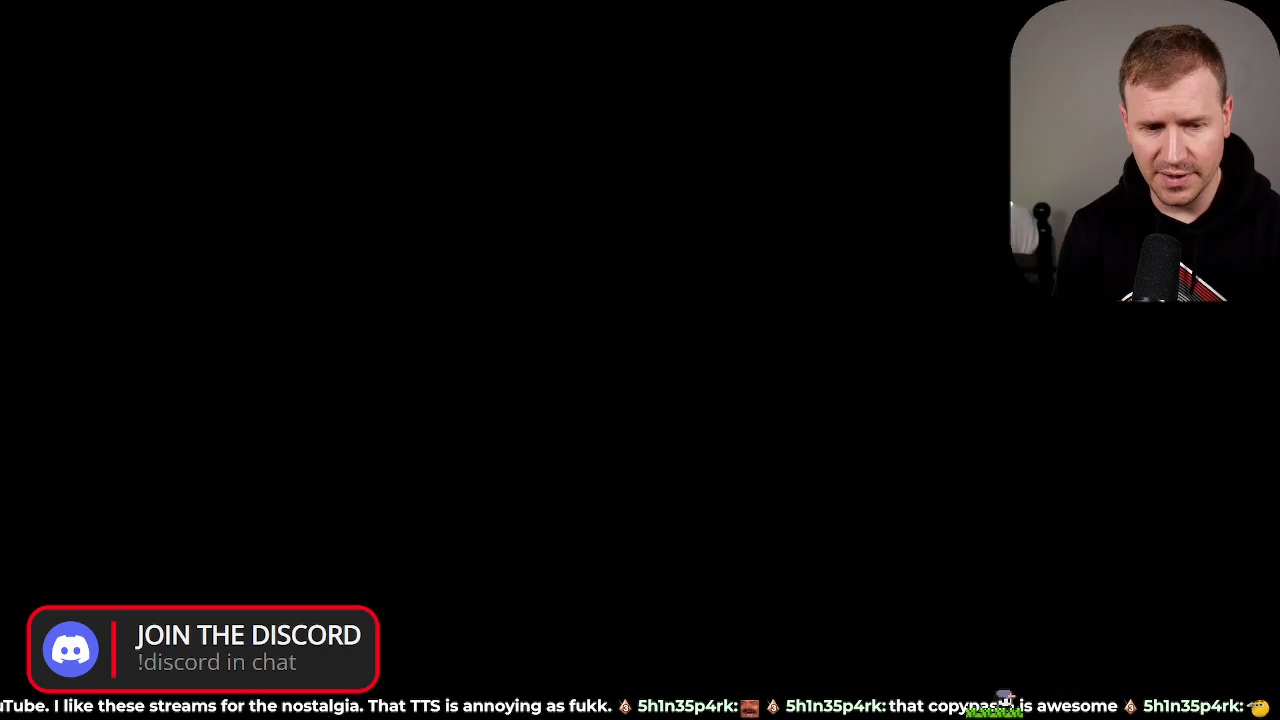 JOIN THE DISCORD
!discord in chat
uTube. I like these streams for the nostalgia. That TTS is annoying as fukk. 5h1n35p4rk: 5h1n35p4rk: that is awesome 5h1n35p4rk: